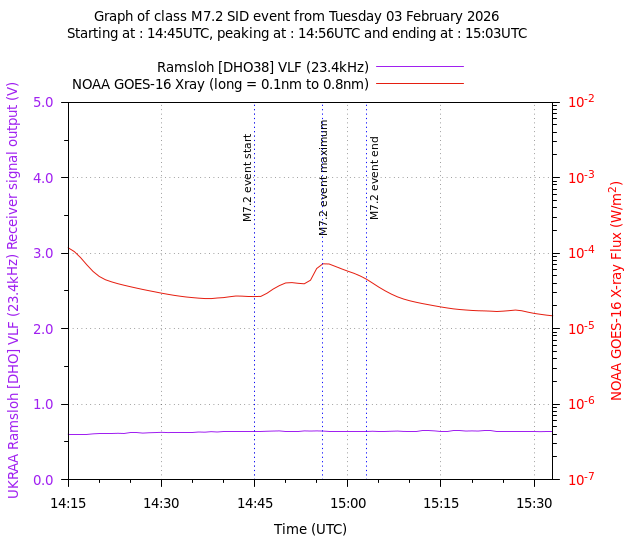 Graph of class M7.2 SID event from Tuesday 03 February 2026
Starting at : 14:45UTC, peaking at : 14:56UTC and ending at : 15:03UTC
Ramsloh [DHO38] VLF (23.4kHz)
NOAA GOES-16 Xray (long = 0.1nm to 0.8nm)
UKRAA Ramsloh [DHO] VLF (23.4kHz) Receiver signal output (V)
5.0
4.0
3.0
2.0
1.0
0.0
M7.2 event start
M7.2 event maximum
M7.2 event end
10⁻²
10⁻³
10⁻⁴
10⁻⁵
10⁻⁶
10⁻⁷
NOAA GOES-16 X-ray Flux (W/m²)
14:15 14:30 14:45 15:00 15:15 15:30
Time (UTC)